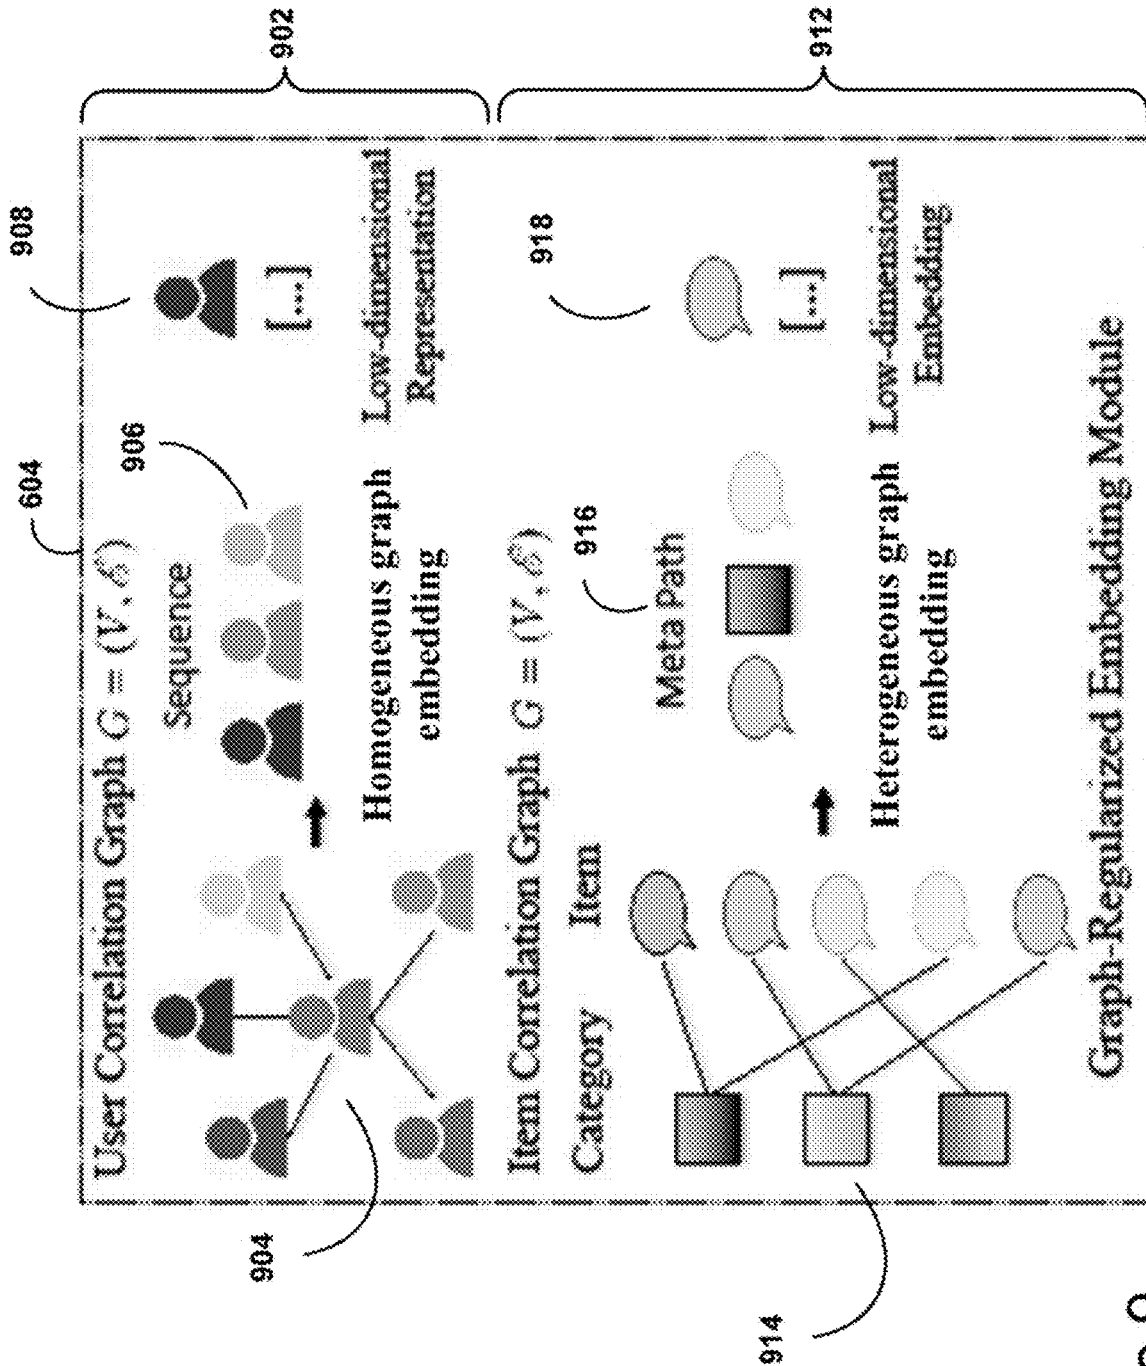 604
User Correlation Graph G = (V, ℰ)
Sequence
906
908
[...]
Homogeneous graph
embedding
Low-dimensional
Representation
902
904
Item Correlation Graph G = (V, ℰ)
Category
Item
Meta Path
916
918
[...]
Heterogeneous graph
embedding
Low-dimensional
Embedding
912
914
Graph-Regularized Embedding Module